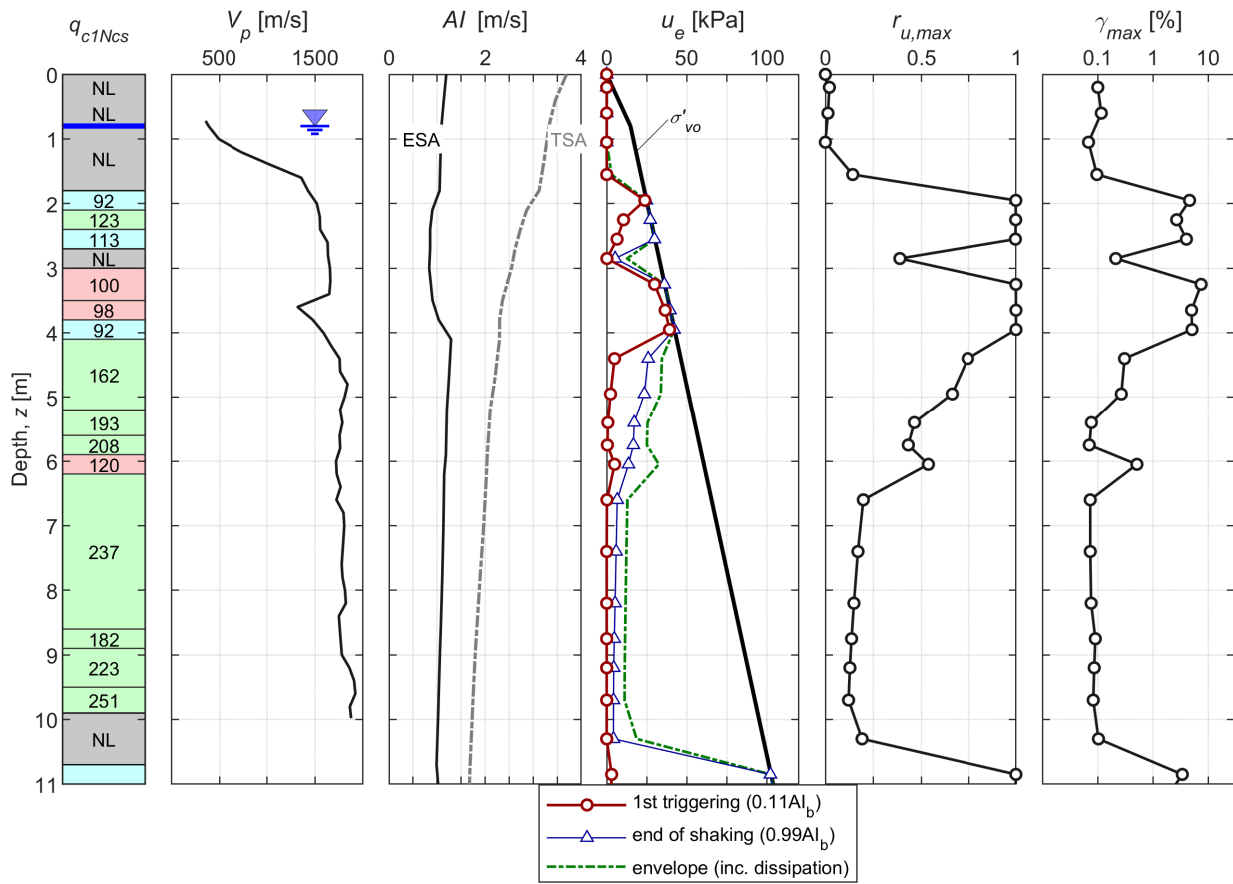 q_c1Ncs
V_p [m/s]
AI [m/s]
u_e [kPa]
r_u,max
γ_max [%]
500 1500
0 2 4
0 50 100
0 0.5 1
0.1 1 10
Depth, z [m]
0
1
2
3
4
5
6
7
8
9
10
11
NL
NL
NL
92
123
113
NL
100
98
92
162
193
208
120
237
182
223
251
NL
ESA
TSA
σ'_vo
1st triggering (0.11AI_b)
end of shaking (0.99AI_b)
envelope (inc. dissipation)